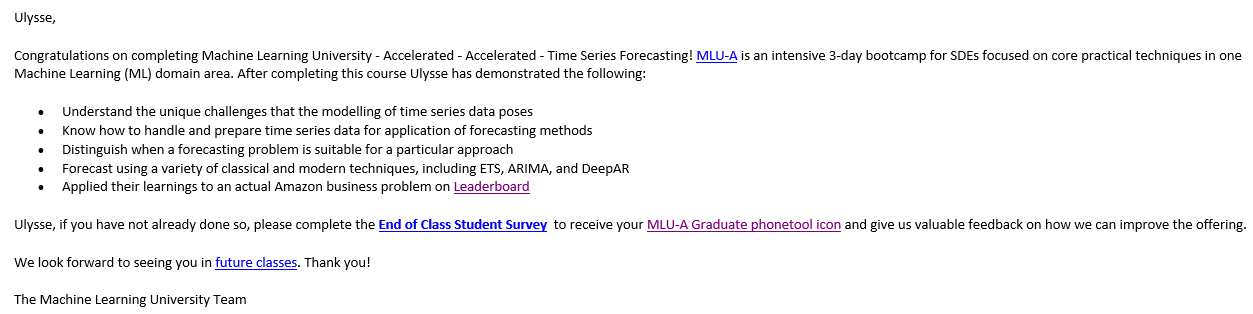 Ulysse,
Congratulations on completing Machine Learning University - Accelerated - Accelerated - Time Series Forecasting! MLU-A is an intensive 3-day bootcamp for SDEs focused on core practical techniques in one
Machine Learning (ML) domain area. After completing this course Ulysse has demonstrated the following:
• Understand the unique challenges that the modelling of time series data poses
• Know how to handle and prepare time series data for application of forecasting methods
• Distinguish when a forecasting problem is suitable for a particular approach
• Forecast using a variety of classical and modern techniques, including ETS, ARIMA, and DeepAR
• Applied their learnings to an actual Amazon business problem on Leaderboard
Ulysse, if you have not already done so, please complete the End of Class Student Survey to receive your MLU-A Graduate phonetool icon and give us valuable feedback on how we can improve the offering.
We look forward to seeing you in future classes. Thank you!
The Machine Learning University Team